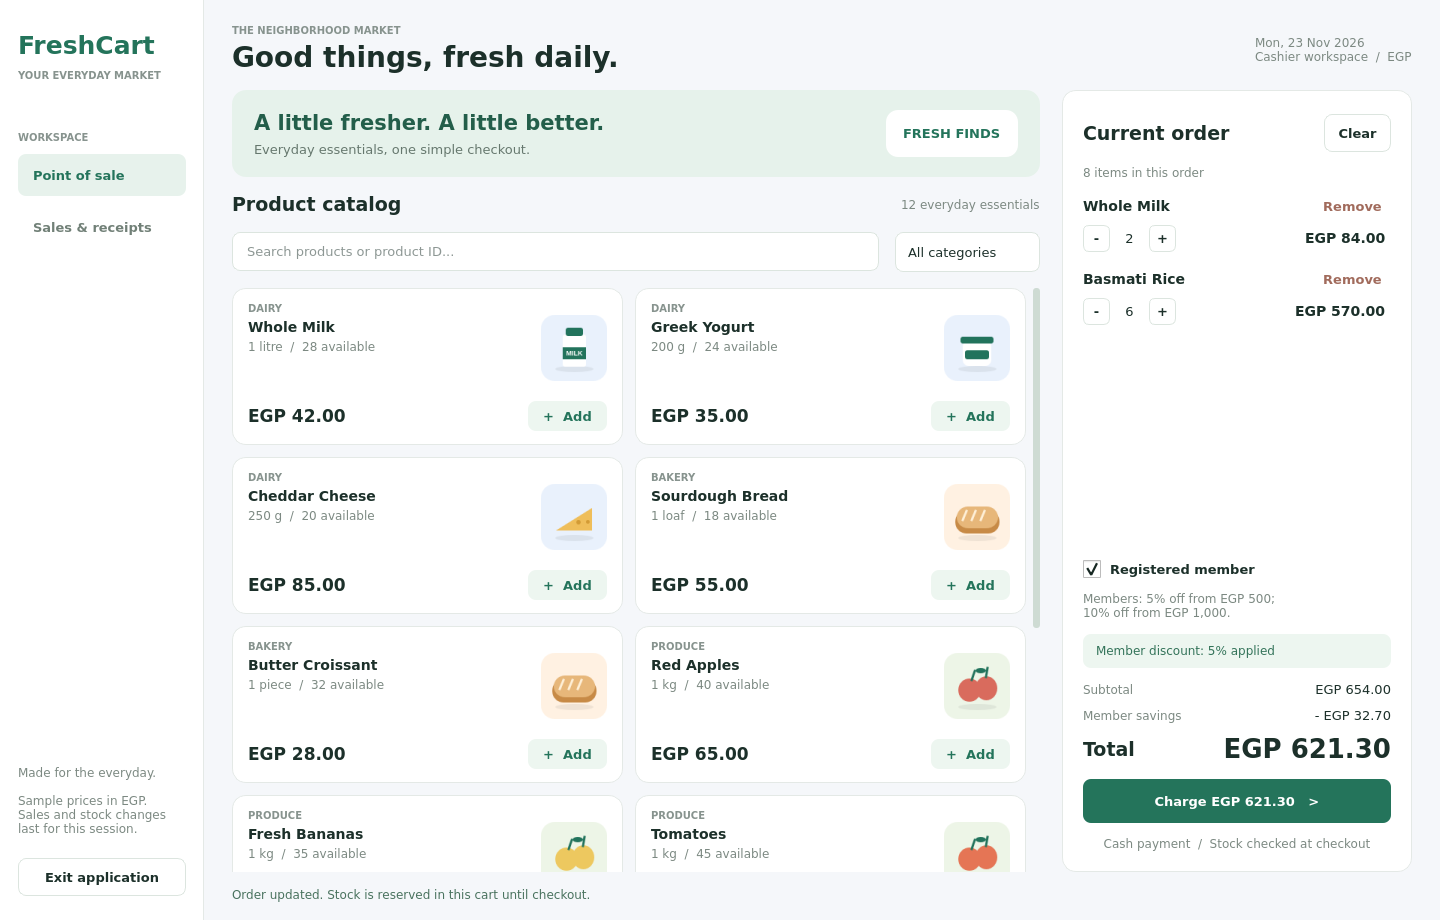 FreshCart
YOUR EVERYDAY MARKET
WORKSPACE
Point of sale
Sales & receipts
Made for the everyday.
Sample prices in EGP.
Sales and stock changes
last for this session.
Exit application
THE NEIGHBORHOOD MARKET
Good things, fresh daily.
Mon, 23 Nov 2026
Cashier workspace / EGP
A little fresher. A little better.
Everyday essentials, one simple checkout.
FRESH FINDS
Product catalog
12 everyday essentials
Search products or product ID...
All categories
DAIRY
Whole Milk
1 litre / 28 available
MILK
EGP 42.00
+ Add
DAIRY
Greek Yogurt
200 g / 24 available
EGP 35.00
+ Add
DAIRY
Cheddar Cheese
250 g / 20 available
EGP 85.00
+ Add
BAKERY
Sourdough Bread
1 loaf / 18 available
EGP 55.00
+ Add
BAKERY
Butter Croissant
1 piece / 32 available
EGP 28.00
+ Add
PRODUCE
Red Apples
1 kg / 40 available
EGP 65.00
+ Add
PRODUCE
Fresh Bananas
1 kg / 35 available
PRODUCE
Tomatoes
1 kg / 45 available
Order updated. Stock is reserved in this cart until checkout.
Current order
Clear
8 items in this order
Whole Milk
Remove
- 2 +
EGP 84.00
Basmati Rice
Remove
- 6 +
EGP 570.00
Registered member
Members: 5% off from EGP 500;
10% off from EGP 1,000.
Member discount: 5% applied
Subtotal
EGP 654.00
Member savings
- EGP 32.70
Total
EGP 621.30
Charge EGP 621.30 >
Cash payment / Stock checked at checkout